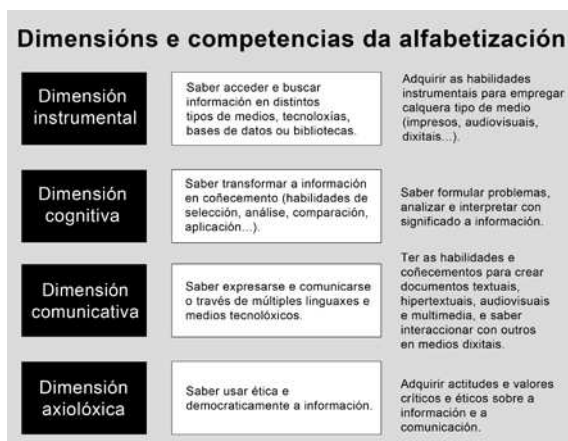 Dimensións e competencias da alfabetización
Dimensión
instrumental
Saber acceder e buscar
información en distintos
tipos de medios, tecnoloxías,
bases de datos ou bibliotecas.
Adquirir as habilidades
instrumentais para empregar
calquera tipo de medio
(impresos, audiovisuais,
dixitais...).
Dimensión
cognitiva
Saber transformar a información
en coñecemento (habilidades de
selección, análise, comparación,
aplicación...).
Saber formular problemas,
analizar e interpretar con
significado a información.
Dimensión
comunicativa
Saber expresarse e comunicarse
o través de múltiples linguaxes e
medios tecnolóxicos.
Ter as habilidades e
coñecementos para crear
documentos textuais,
hipertextuais, audiovisuais
e multimedia, e saber
interaccionar con outros
en medios dixitais.
Dimensión
axiolóxica
Saber usar ética e
democraticamente a información.
Adquirir actitudes e valores
críticos e éticos sobre a
información e a
comunicación.